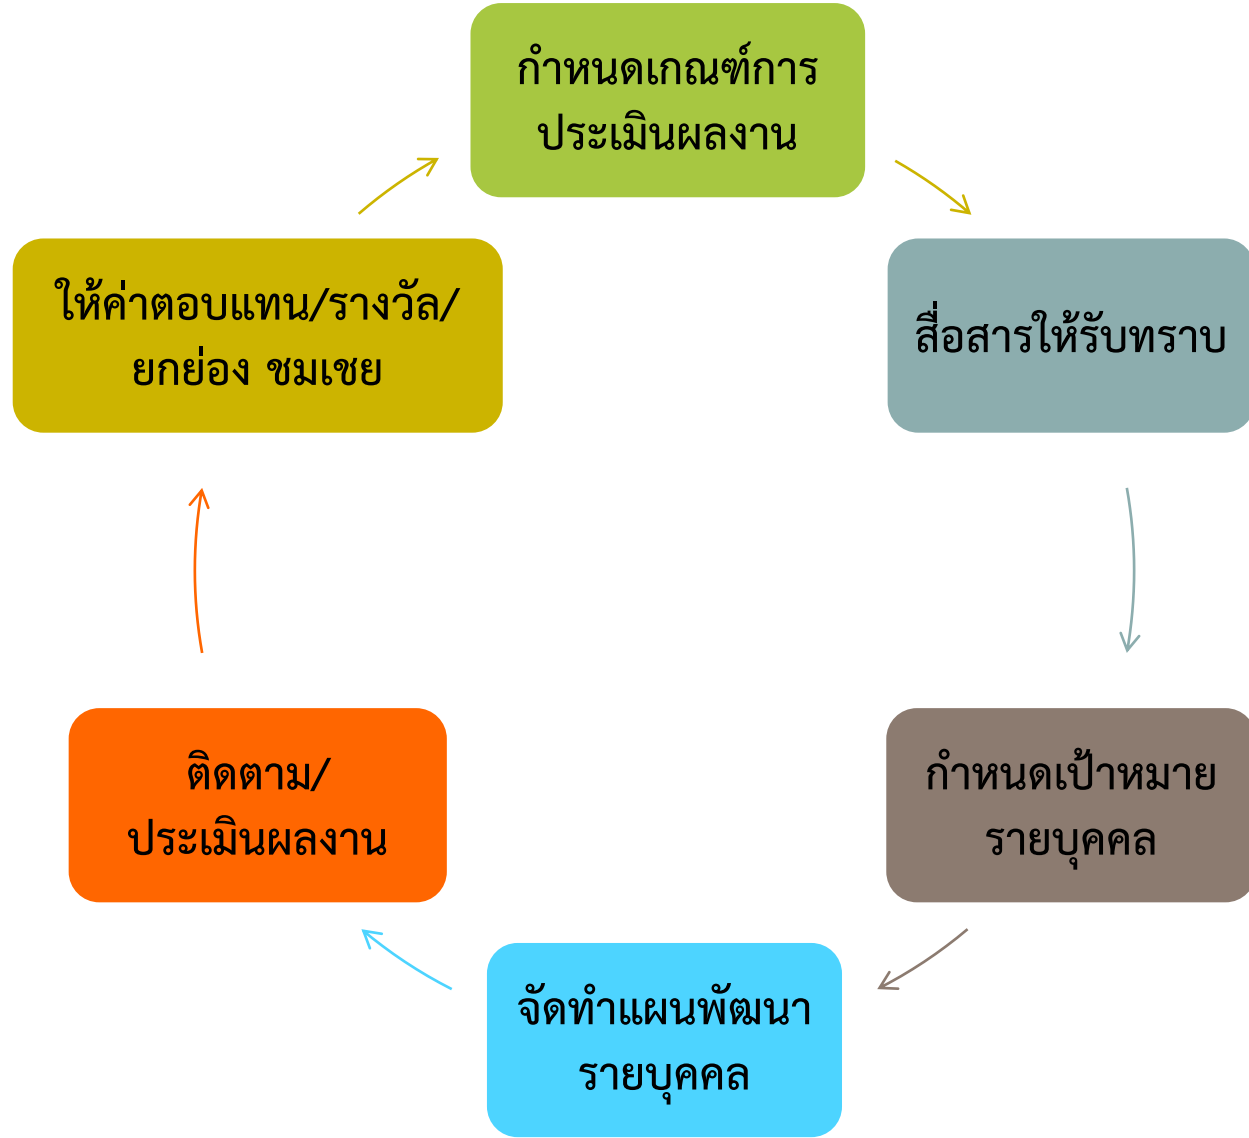 กำหนดเกณฑ์การ
ประเมินผลงาน
สื่อสารให้รับทราบ
กำหนดเป้าหมาย
รายบุคคล
จัดทำแผนพัฒนา
รายบุคคล
ติดตาม/
ประเมินผลงาน
ให้ค่าตอบแทน/รางวัล/
ยกย่อง ชมเชย